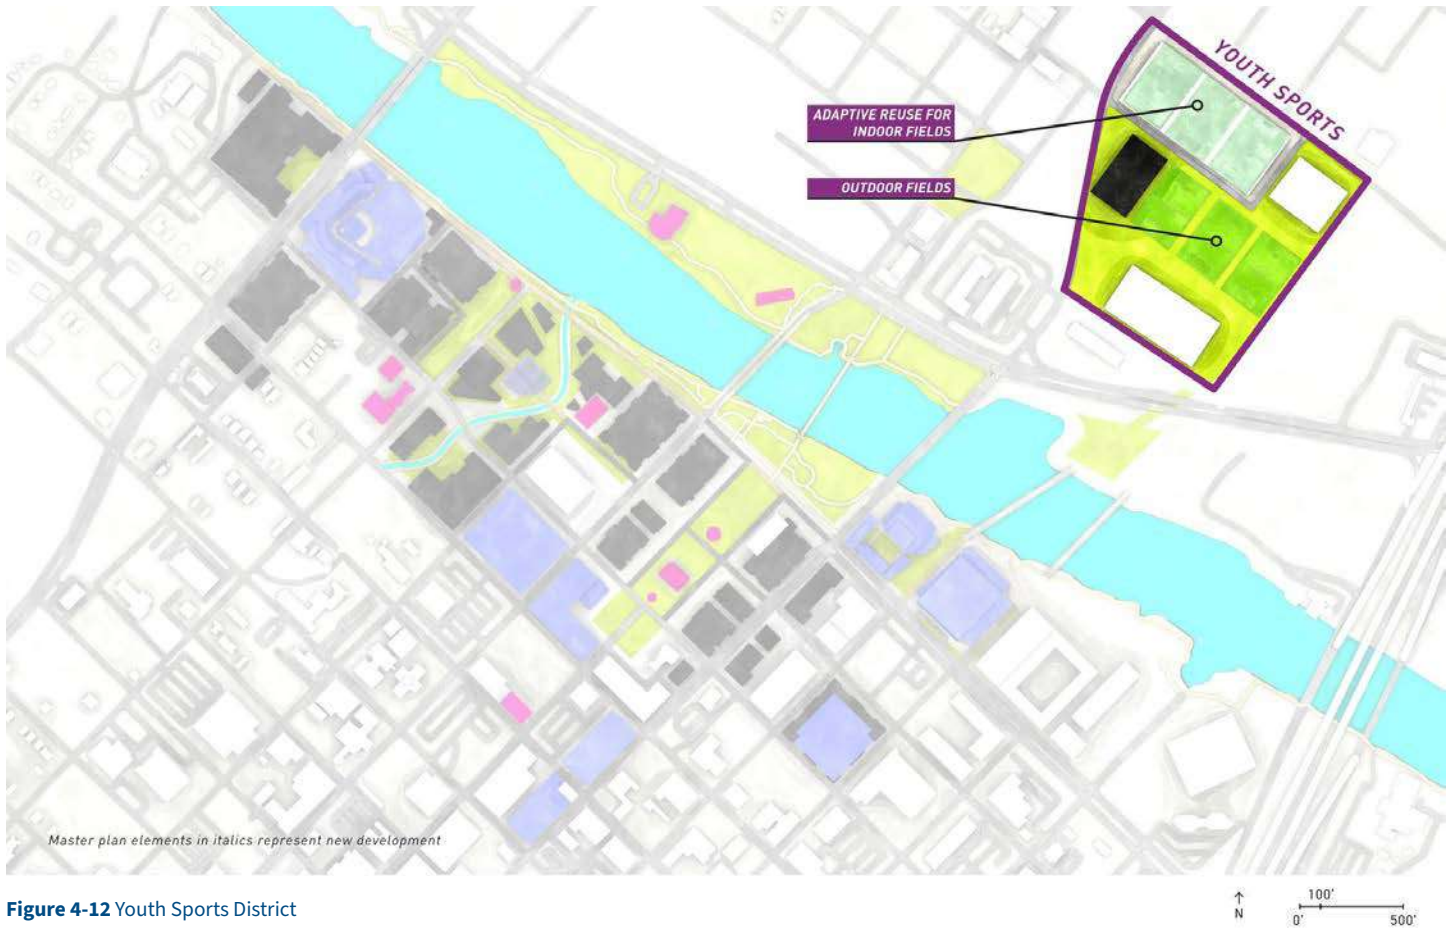 YOUTH SPORTS
ADAPTIVE REUSE FOR
INDOOR FIELDS
OUTDOOR FIELDS
Master plan elements in italics represent new development
Figure 4-12 Youth Sports District
N
100'
0'
500'